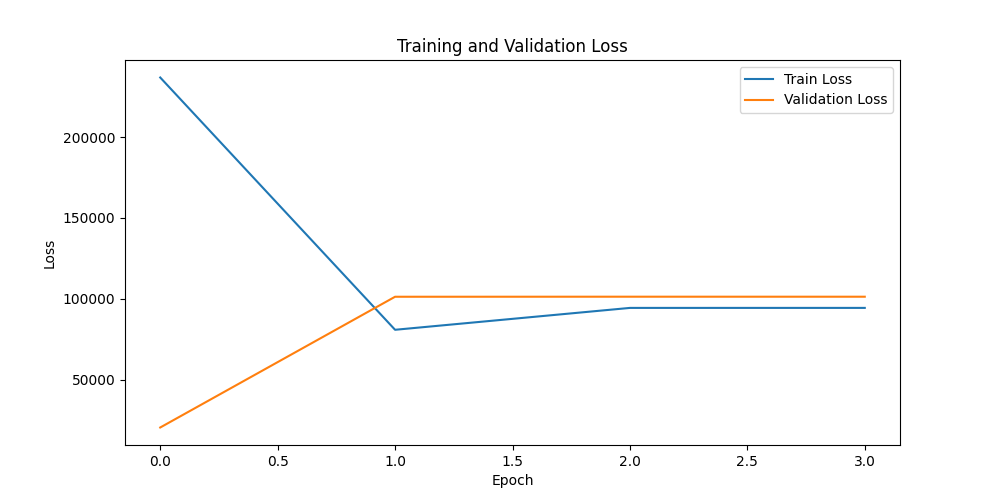 Training and Validation Loss
Train Loss
Validation Loss
200000
150000
100000
50000
Loss
0.0 0.5 1.0 1.5 2.0 2.5 3.0
Epoch